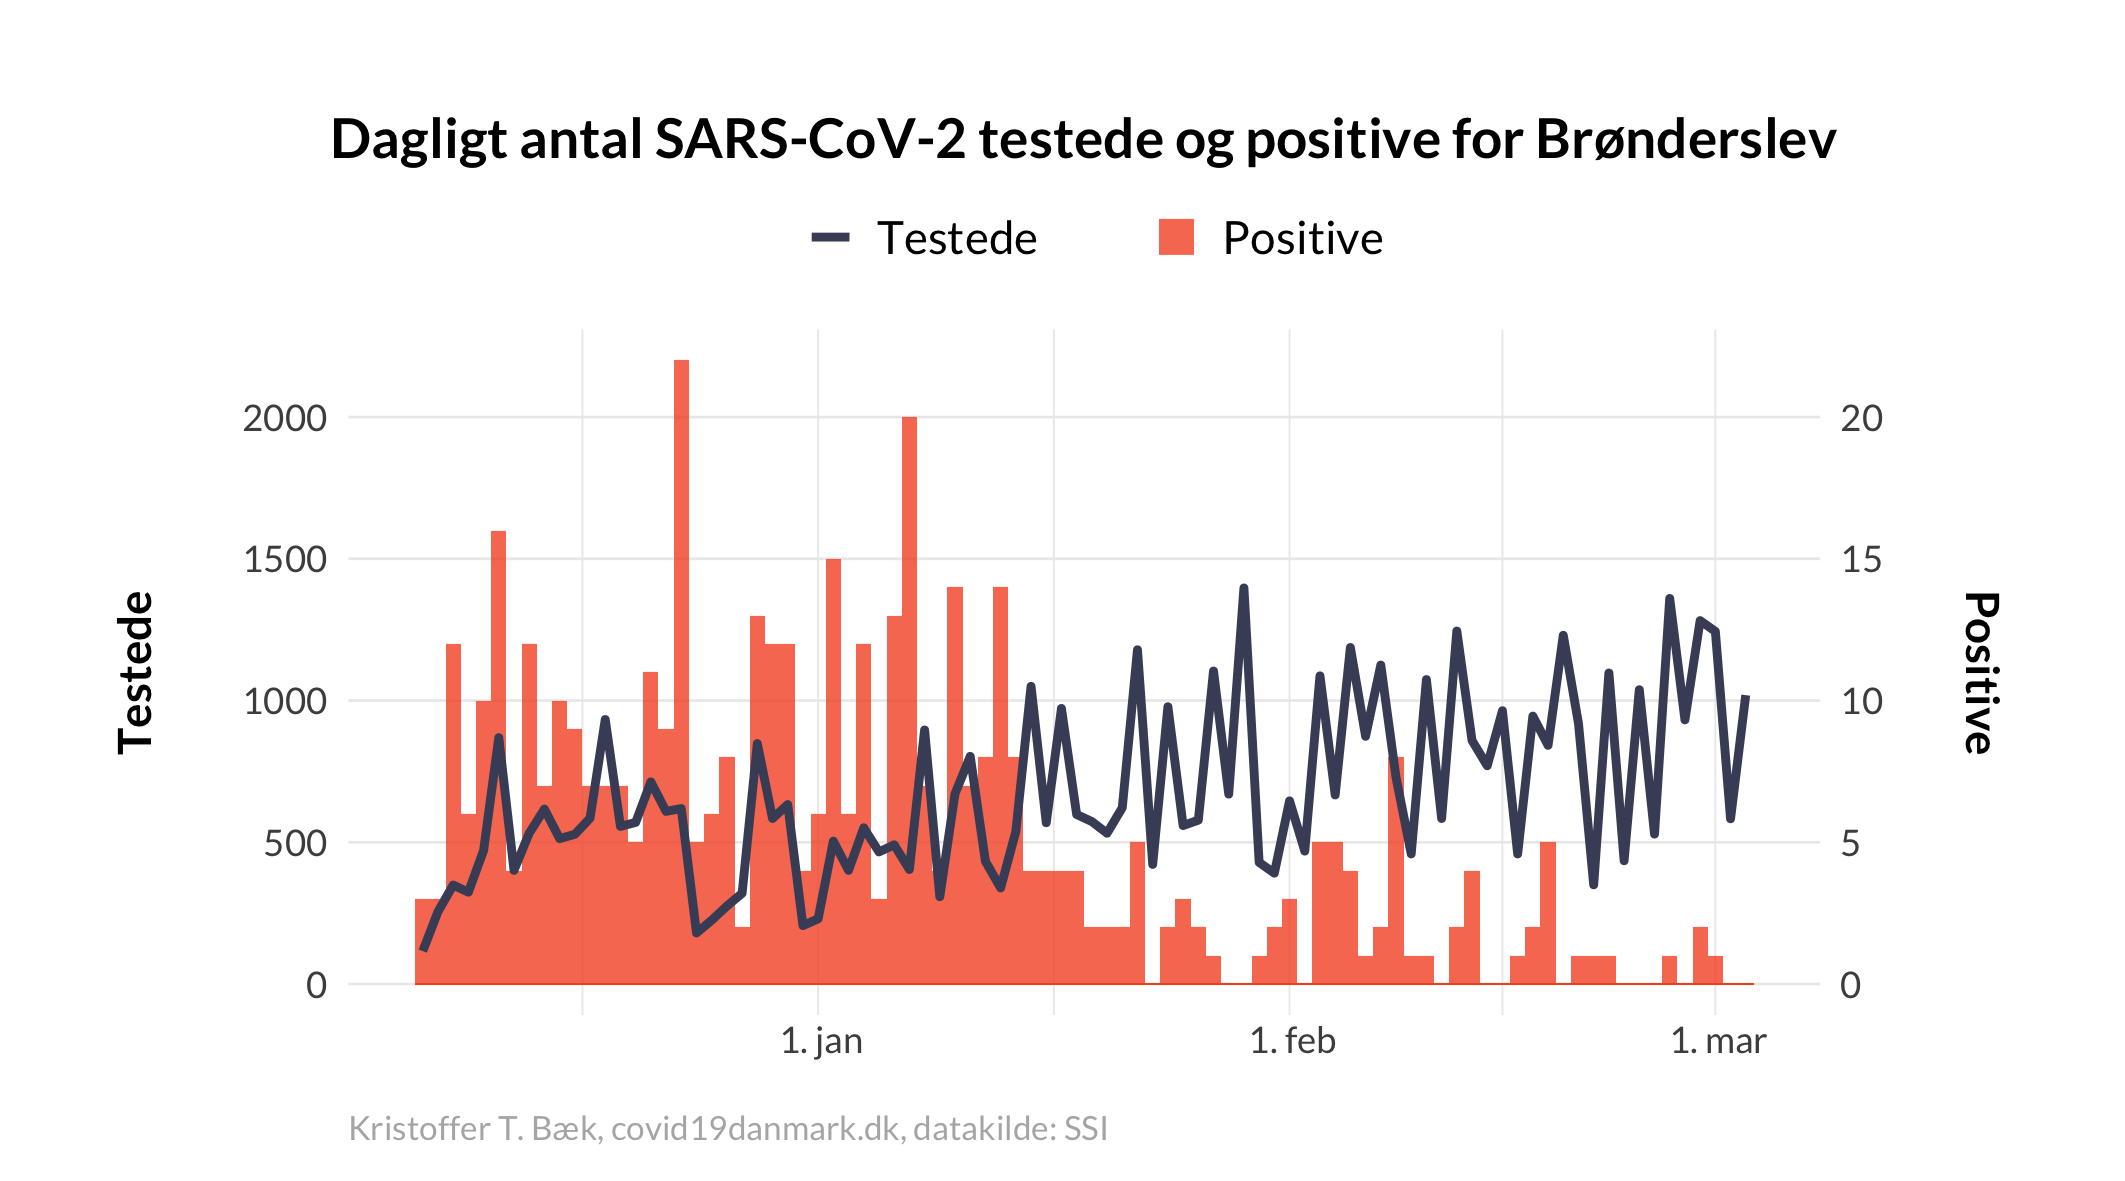 Dagligt antal SARS-CoV-2 testede og positive for Brønderslev
Testede Positive
2000 20
1500 15
1000 10
500 5
0 0
Testede
Positive
1. jan 1. feb 1. mar
Kristoffer T. Bæk, covid19danmark.dk, datakilde: SSI